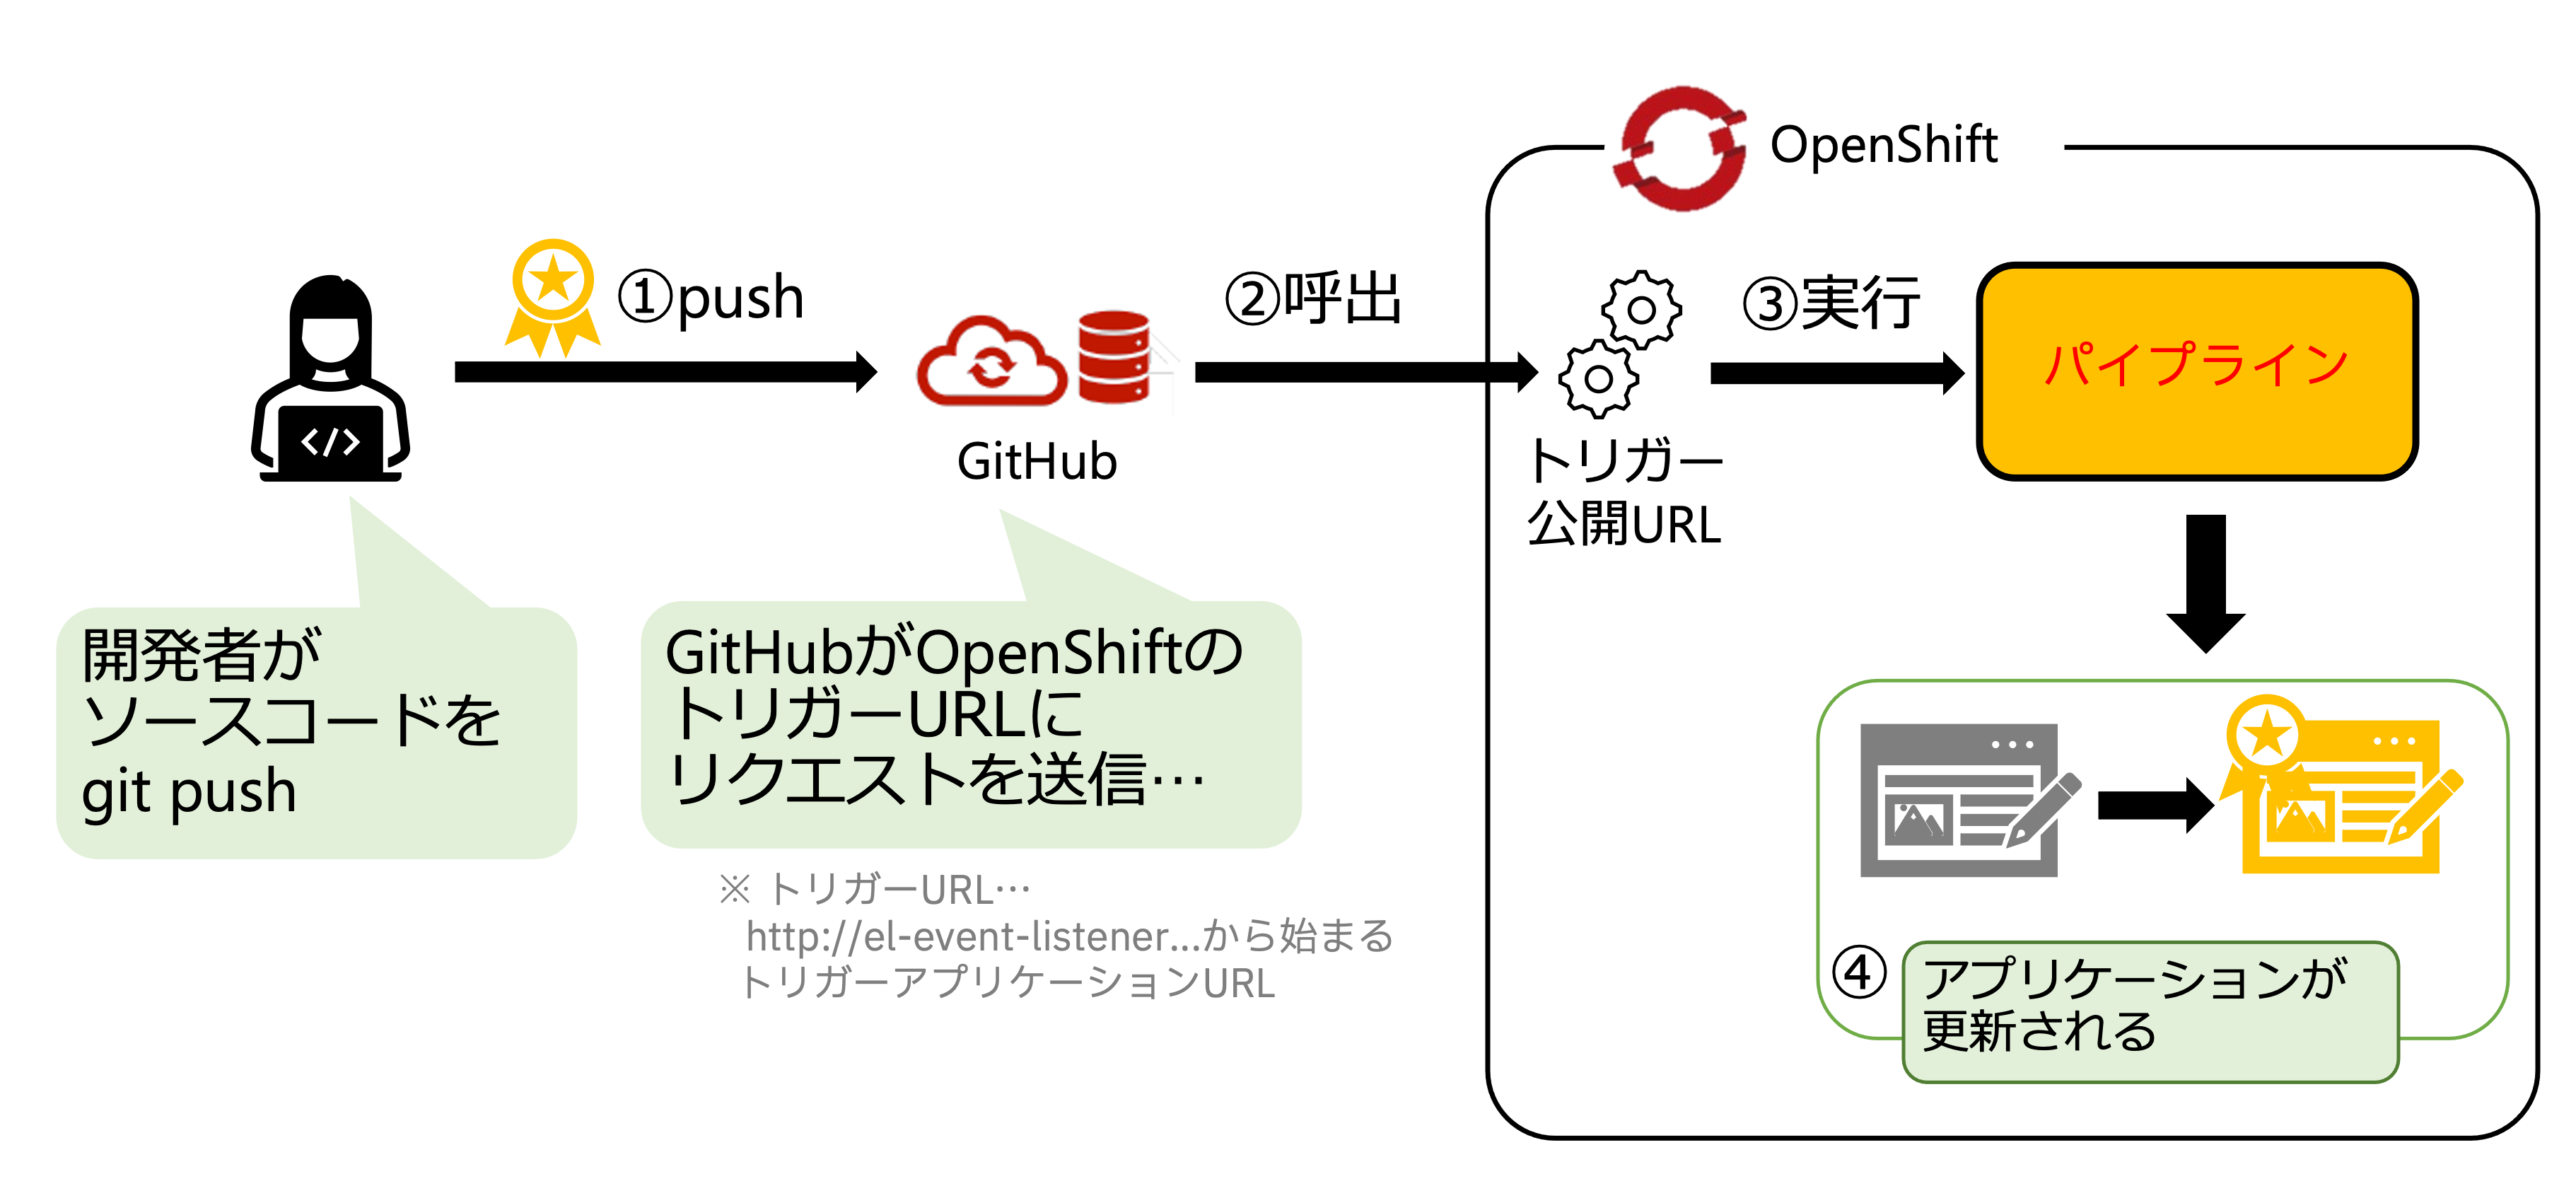 OpenShift
①push
②呼出
③実行
パイプライン
</>
GitHub
トリガー
公開URL
開発者が
ソースコードを
git push
GitHubがOpenShiftの
トリガーURLに
リクエストを送信…
※ トリガーURL…
http://el-event-listener...から始まる
トリガーアプリケーションURL
④
アプリケーションが
更新される